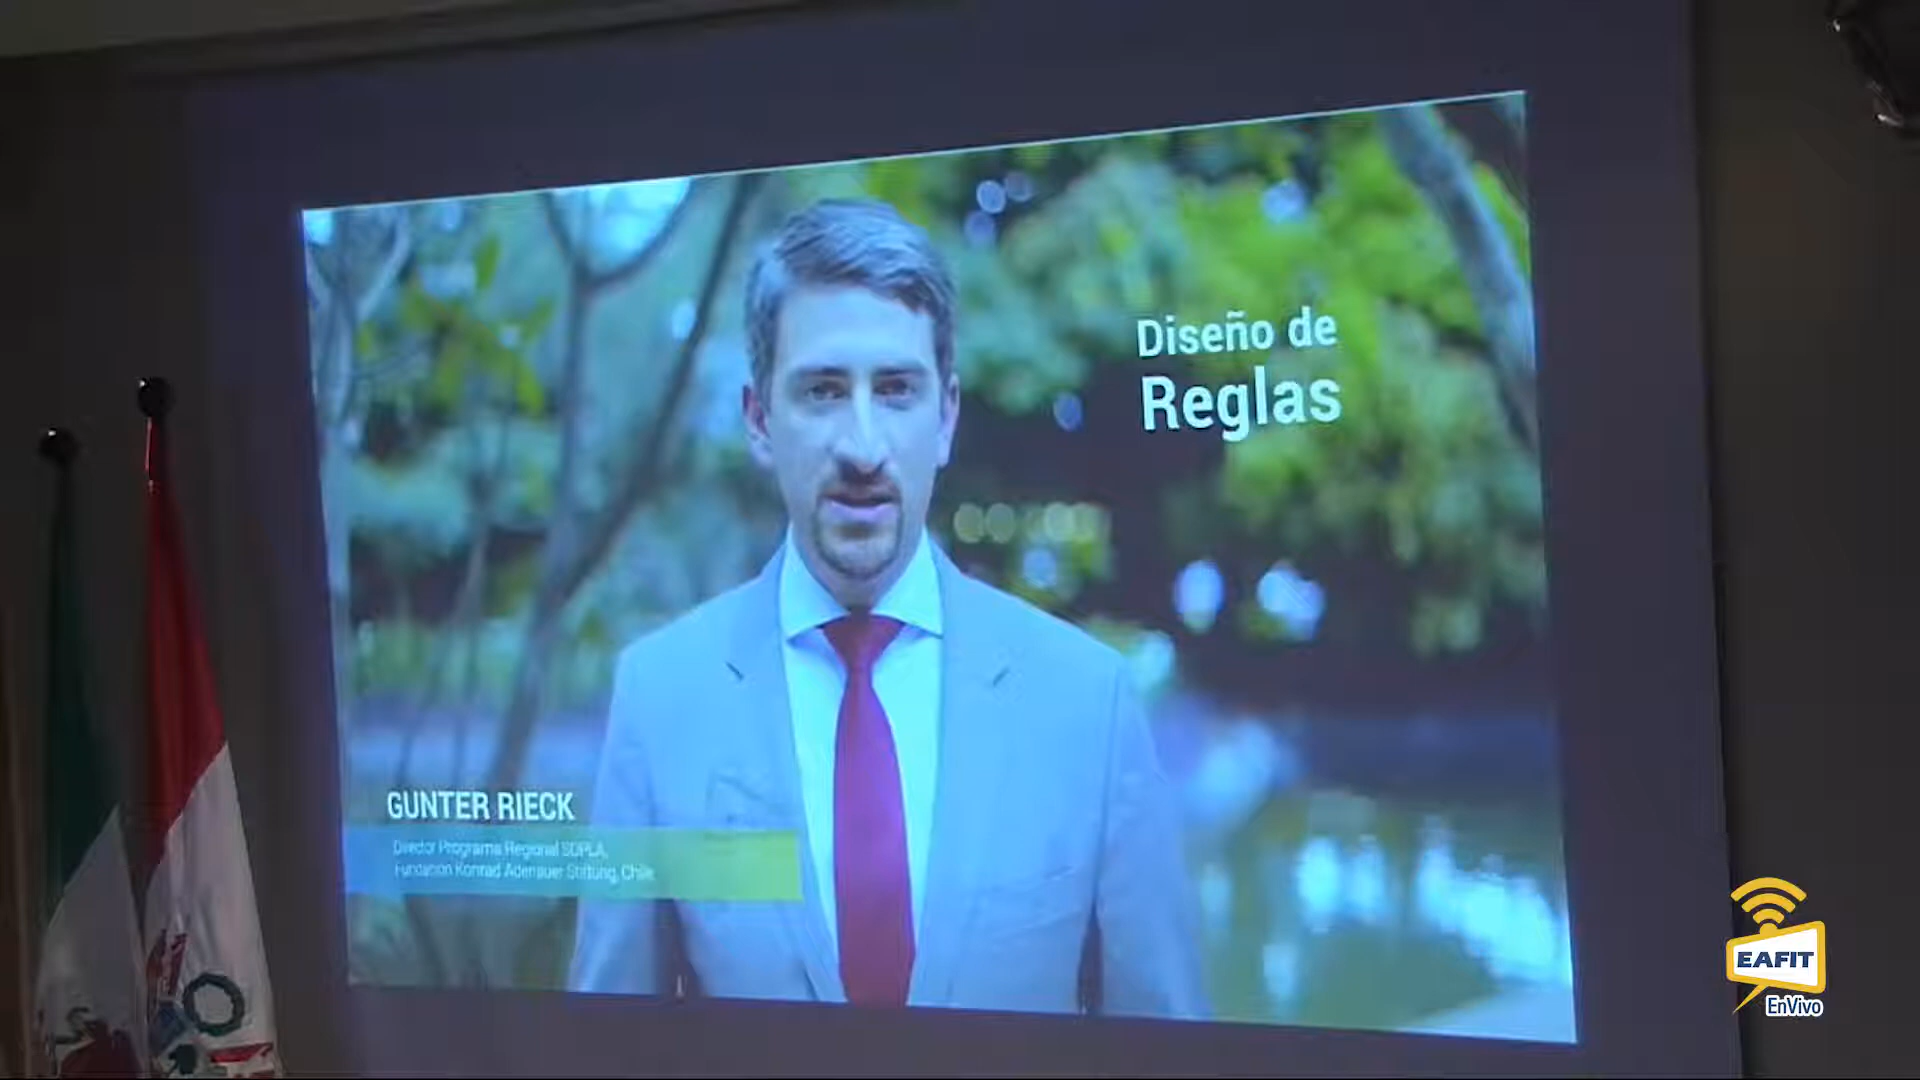 Diseño de
Reglas
GUNTER RIECK
Director Programa Regional SOPLA,
Fundación Konrad Adenauer Stiftung, Chile
EAFIT
EnVivo